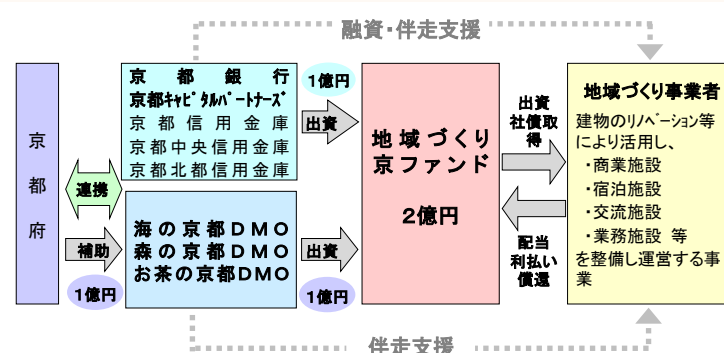 融資・伴走支援
京都府
連携
補助
1億円
京都銀行
京都ｷｬﾋﾟﾀﾙﾊﾟｰﾄﾅｰｽﾞ
京都信用金庫
京都中央信用金庫
京都北都信用金庫
海の京都DMO
森の京都DMO
お茶の京都DMO
1億円
出資
出資
1億円
地域づくり
京ファンド
2億円
出資
社債取
得
配当
利払い
償還
地域づくり事業者
建物のﾘﾉﾍﾞｰｼｮﾝ等
により活用し、
・商業施設
・宿泊施設
・交流施設
・業務施設 等
を整備し運営する事
業
伴走支援